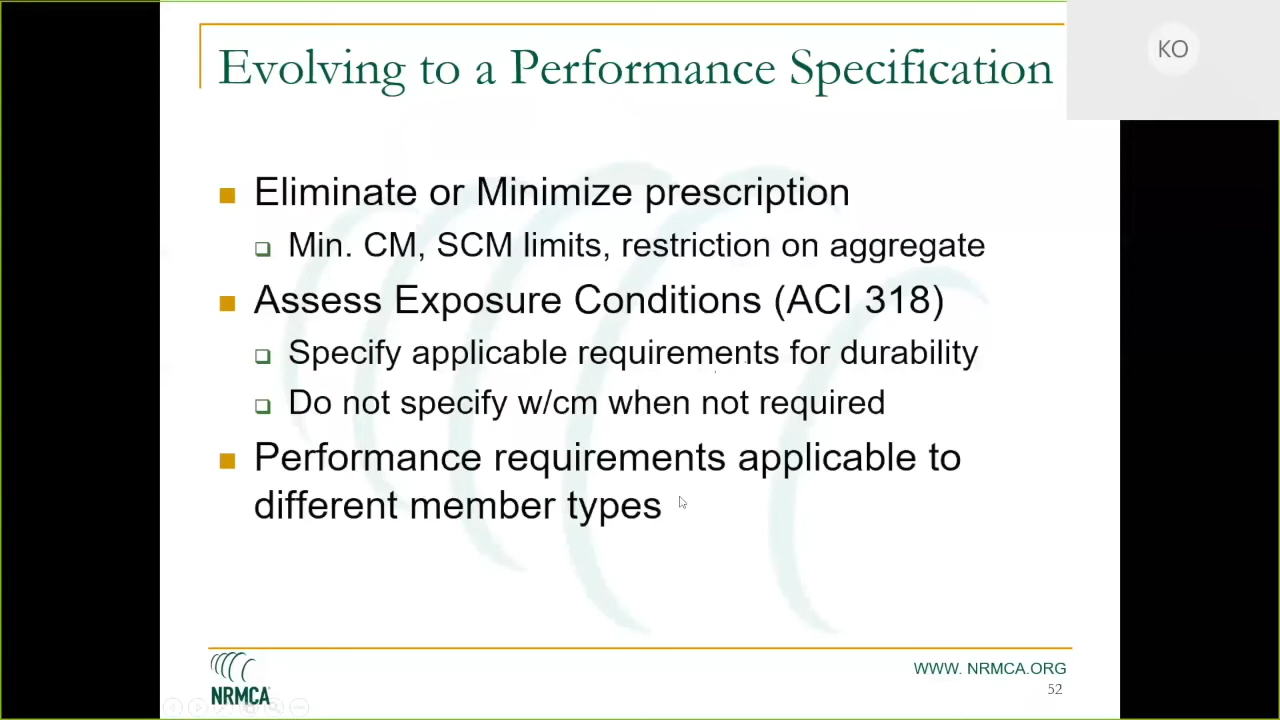 Evolving to a Performance Specification
KO
Eliminate or Minimize prescription
Min. CM, SCM limits, restriction on aggregate
Assess Exposure Conditions (ACI 318)
Specify applicable requirements for durability
Do not specify w/cm when not required
Performance requirements applicable to
different member types
WWW. NRMCA.ORG
NRMCA
52